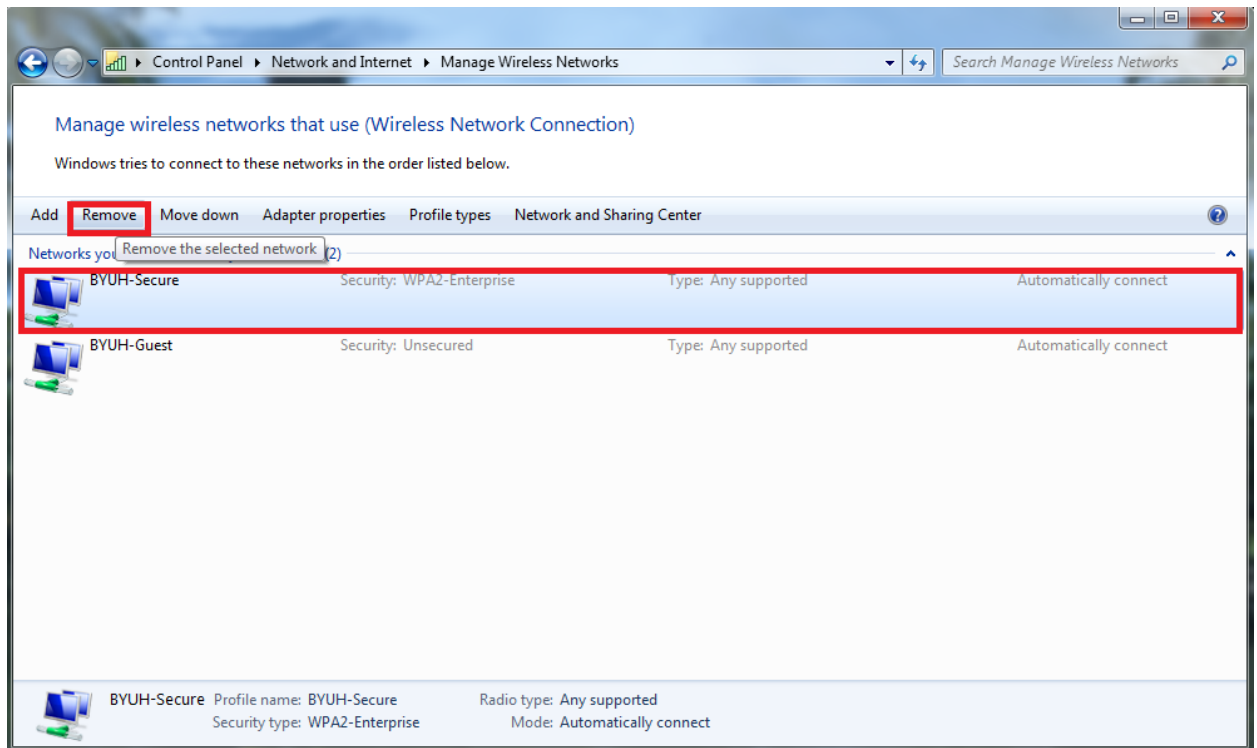 Control Panel Network and Internet Manage Wireless Networks Search Manage Wireless Networks
Manage wireless networks that use (Wireless Network Connection)
Windows tries to connect to these networks in the order listed below.
Add Remove Move down Adapter properties Profile types Network and Sharing Center
Networks you (2)
Remove the selected network
BYUH-Secure Security: WPA2-Enterprise Type: Any supported Automatically connect
BYUH-Guest Security: Unsecured Type: Any supported Automatically connect
BYUH-Secure Profile name: BYUH-Secure Radio type: Any supported
Security type: WPA2-Enterprise Mode: Automatically connect